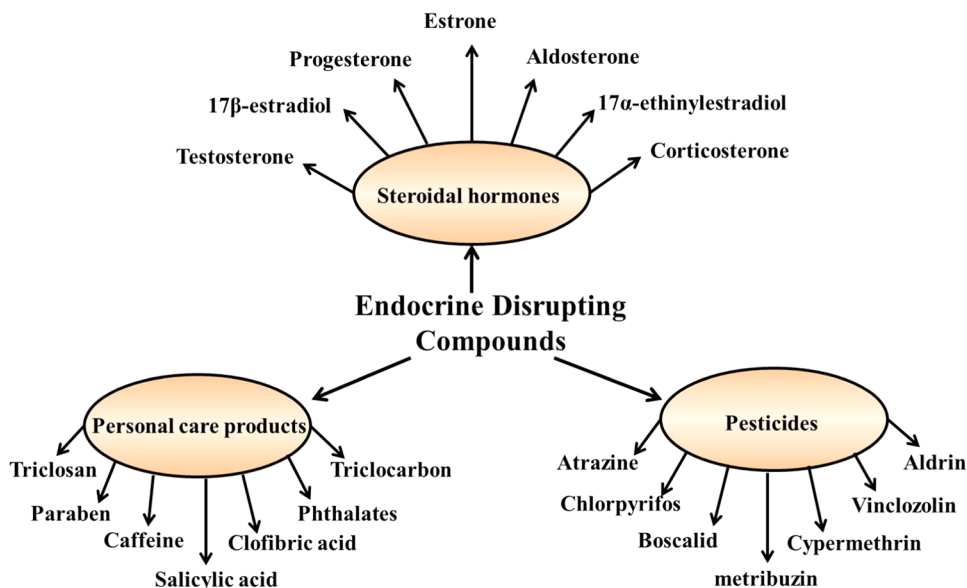 Estrone
Progesterone
Aldosterone
17β-estradiol
17α-ethinylestradiol
Testosterone
Corticosterone
Steroidal hormones
Endocrine Disrupting
Compounds
Personal care products
Triclosan
Triclocarbon
Paraben
Phthalates
Caffeine
Clofibric acid
Salicylic acid
Pesticides
Atrazine
Aldrin
Chlorpyrifos
Vinclozolin
Boscalid
Cypermethrin
metribuzin